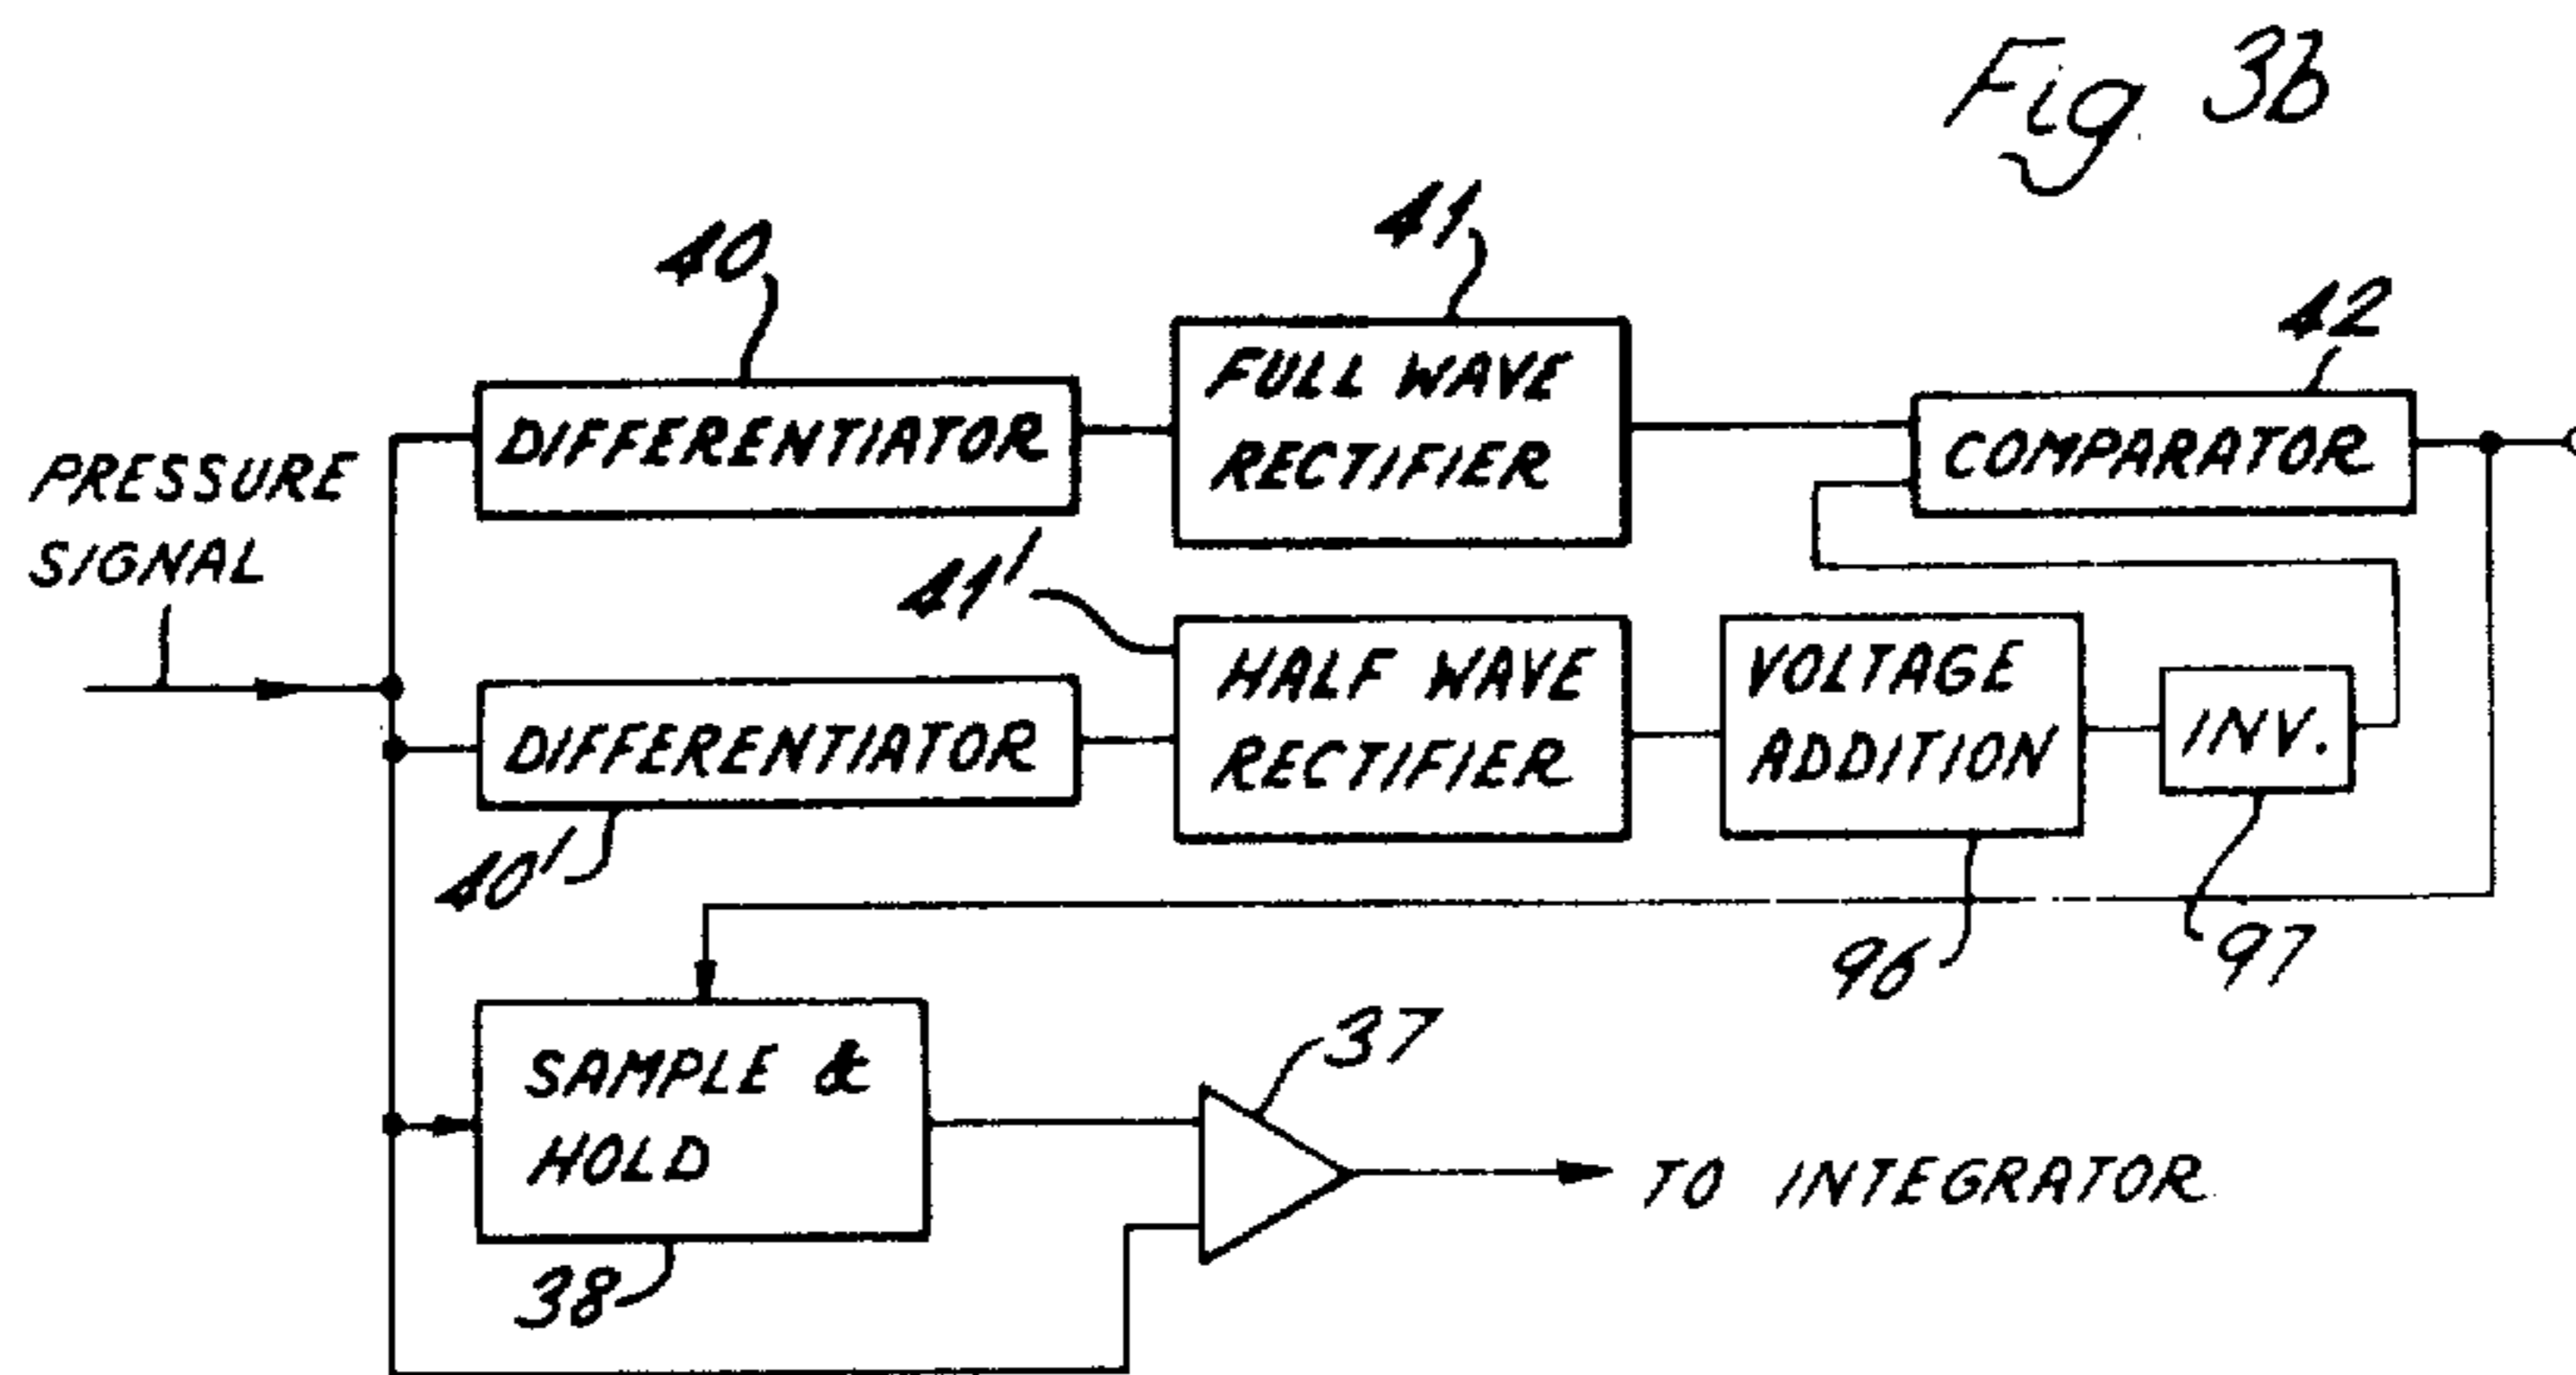 Fig 3b
40
41
42
DIFFERENTIATOR
FULL WAVE
RECTIFIER
COMPARATOR
PRESSURE
SIGNAL
41'
DIFFERENTIATOR
HALF WAVE
RECTIFIER
VOLTAGE
ADDITION
INV.
40'
96
97
SAMPLE &
HOLD
37
TO INTEGRATOR
38